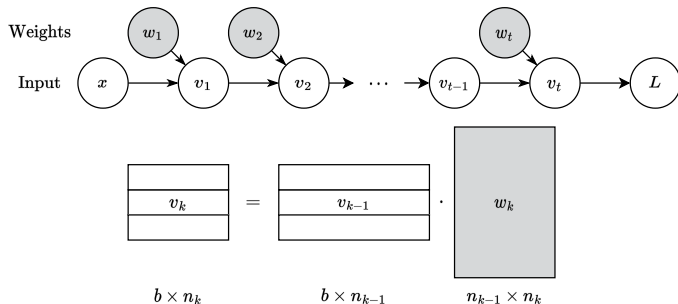 Weights w₁ w₂ wₜ
Input x v₁ v₂ ⋯ vₜ₋₁ vₜ L
vₖ = vₖ₋₁ · wₖ
b × nₖ b × nₖ₋₁ nₖ₋₁ × nₖ